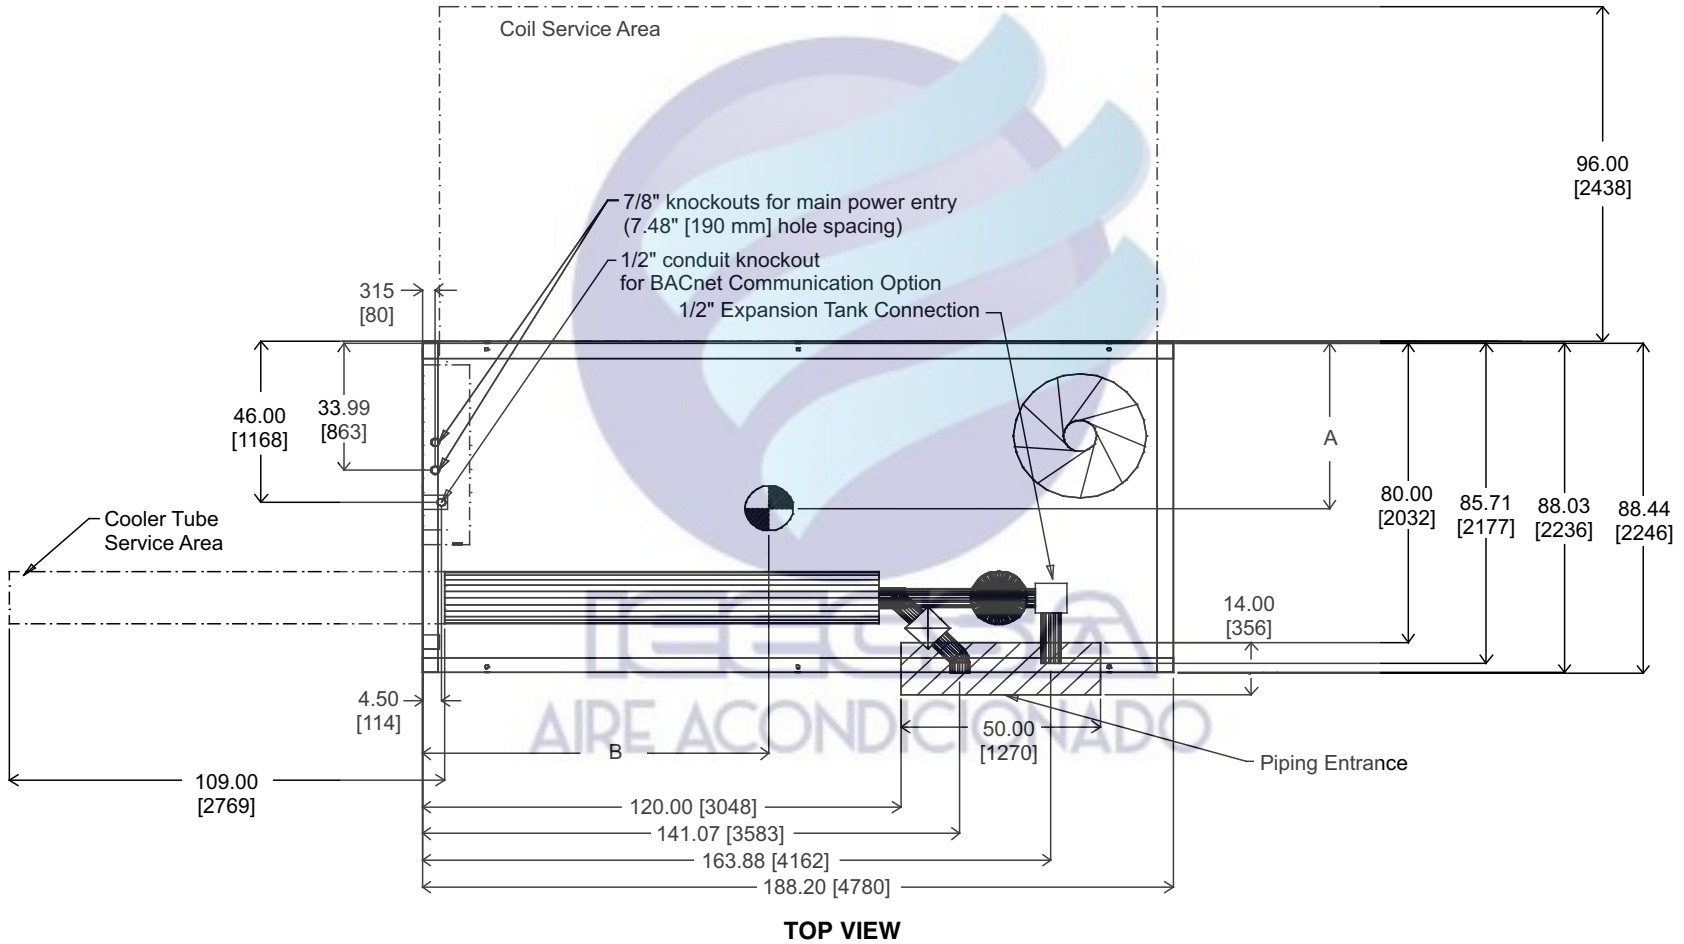 Coil Service Area
96.00
[2438]
7/8" knockouts for main power entry
(7.48" [190 mm] hole spacing)
1/2" conduit knockout
for BACnet Communication Option
1/2" Expansion Tank Connection
315
[80]
46.00
[1168]
33.99
[863]
A
80.00
[2032]
85.71
[2177]
88.03
[2236]
88.44
[2246]
Cooler Tube
Service Area
14.00
[356]
ICECSA
AIRE ACONDICIONADO
4.50
[114]
B
50.00
[1270]
Piping Entrance
109.00
[2769]
120.00 [3048]
141.07 [3583]
163.88 [4162]
188.20 [4780]
TOP VIEW